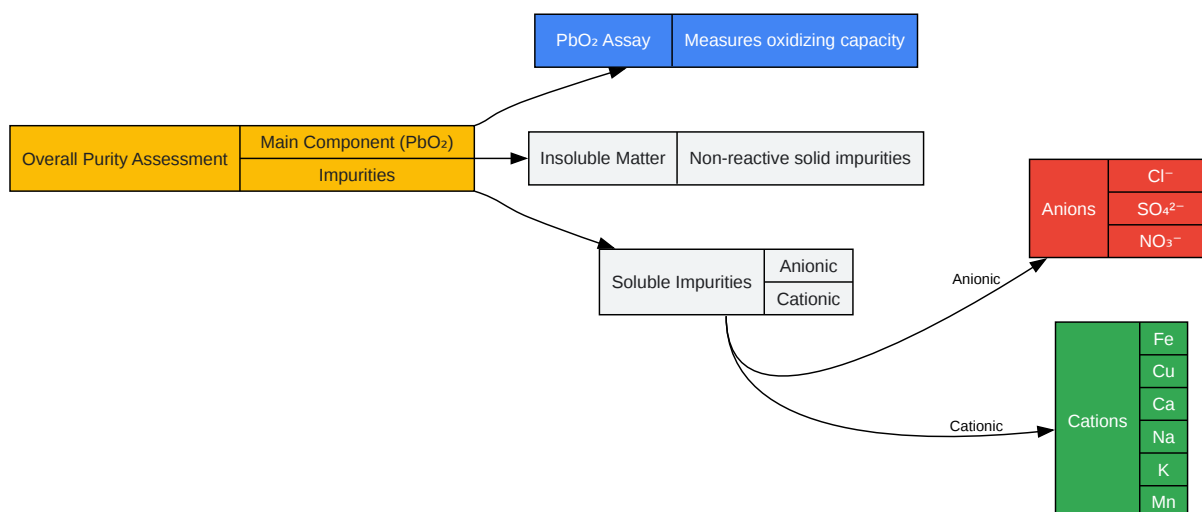 PbO₂ Assay
Measures oxidizing capacity
Overall Purity Assessment
Main Component (PbO₂)
Impurities
Insoluble Matter
Non-reactive solid impurities
Soluble Impurities
Anionic
Cationic
Anionic
Anions
Cl⁻
SO₄²⁻
NO₃⁻
Cationic
Cations
Fe
Cu
Ca
Na
K
Mn